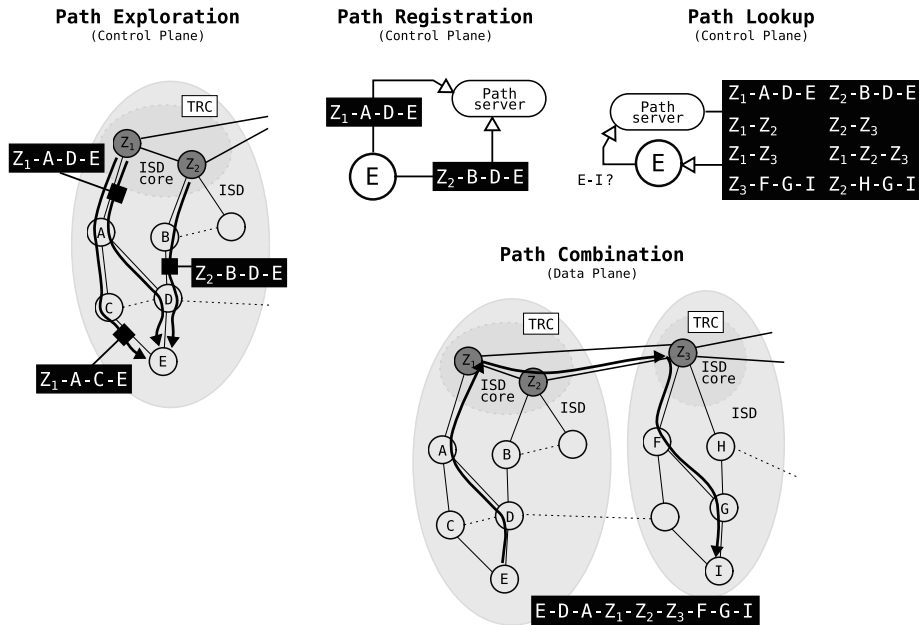 Path Exploration
(Control Plane)
TRC
Z1
Z1-A-D-E
ISD
core
Z2
ISD
A
B
Z2-B-D-E
C
D
E
Z1-A-C-E
Path Registration
(Control Plane)
Path
server
Z1-A-D-E
E
Z2-B-D-E
Path Lookup
(Control Plane)
Path
server
E
E-I?
Z1-A-D-E Z2-B-D-E
Z1-Z2 Z2-Z3
Z1-Z3 Z1-Z2-Z3
Z3-F-G-I Z2-H-G-I
Path Combination
(Data Plane)
TRC
Z1
ISD
core
Z2
ISD
A
B
C
D
E
TRC
Z3
ISD
core
ISD
F
H
G
I
E-D-A-Z1-Z2-Z3-F-G-I